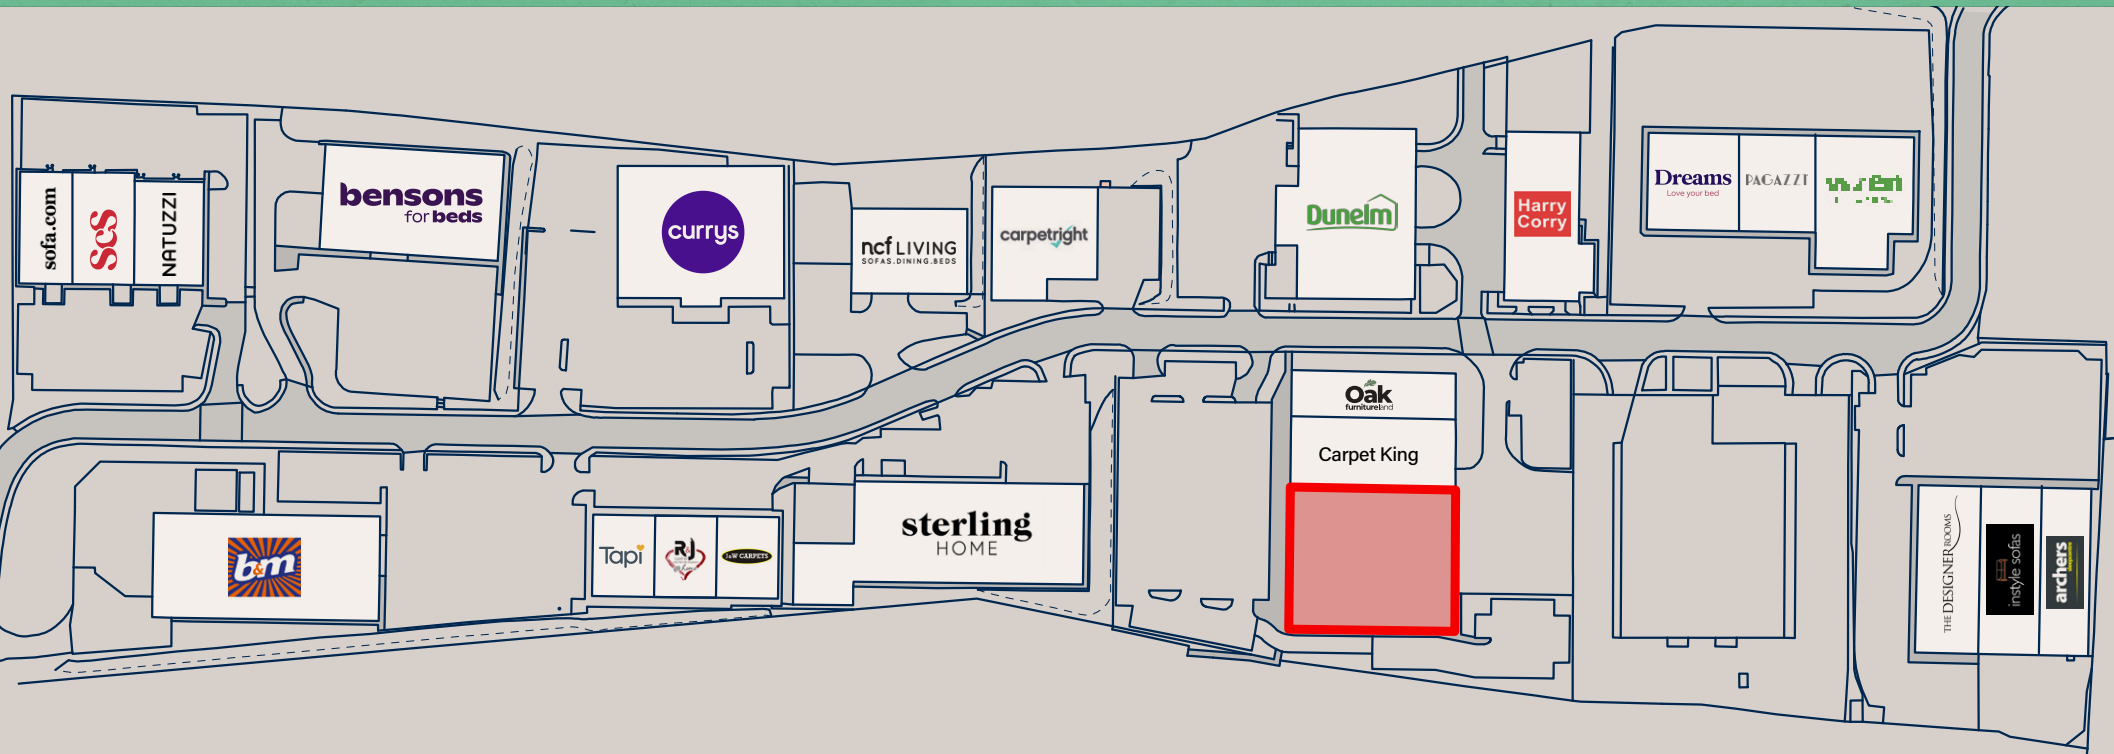 sofa.com
ScS
NATUZZI
bensons
for beds
currys
ncf LIVING
SOFAS.DINING.BEDS
carpetright
Dunelm
Harry
Corry
Dreams
Love your bed
PAGAZZI
Oak
furnitureland
Carpet King
b&m
Tapi
R&J
J&W CARPETS
sterling
HOME
THE DESIGNER ROOMS
instyle sofas
archers